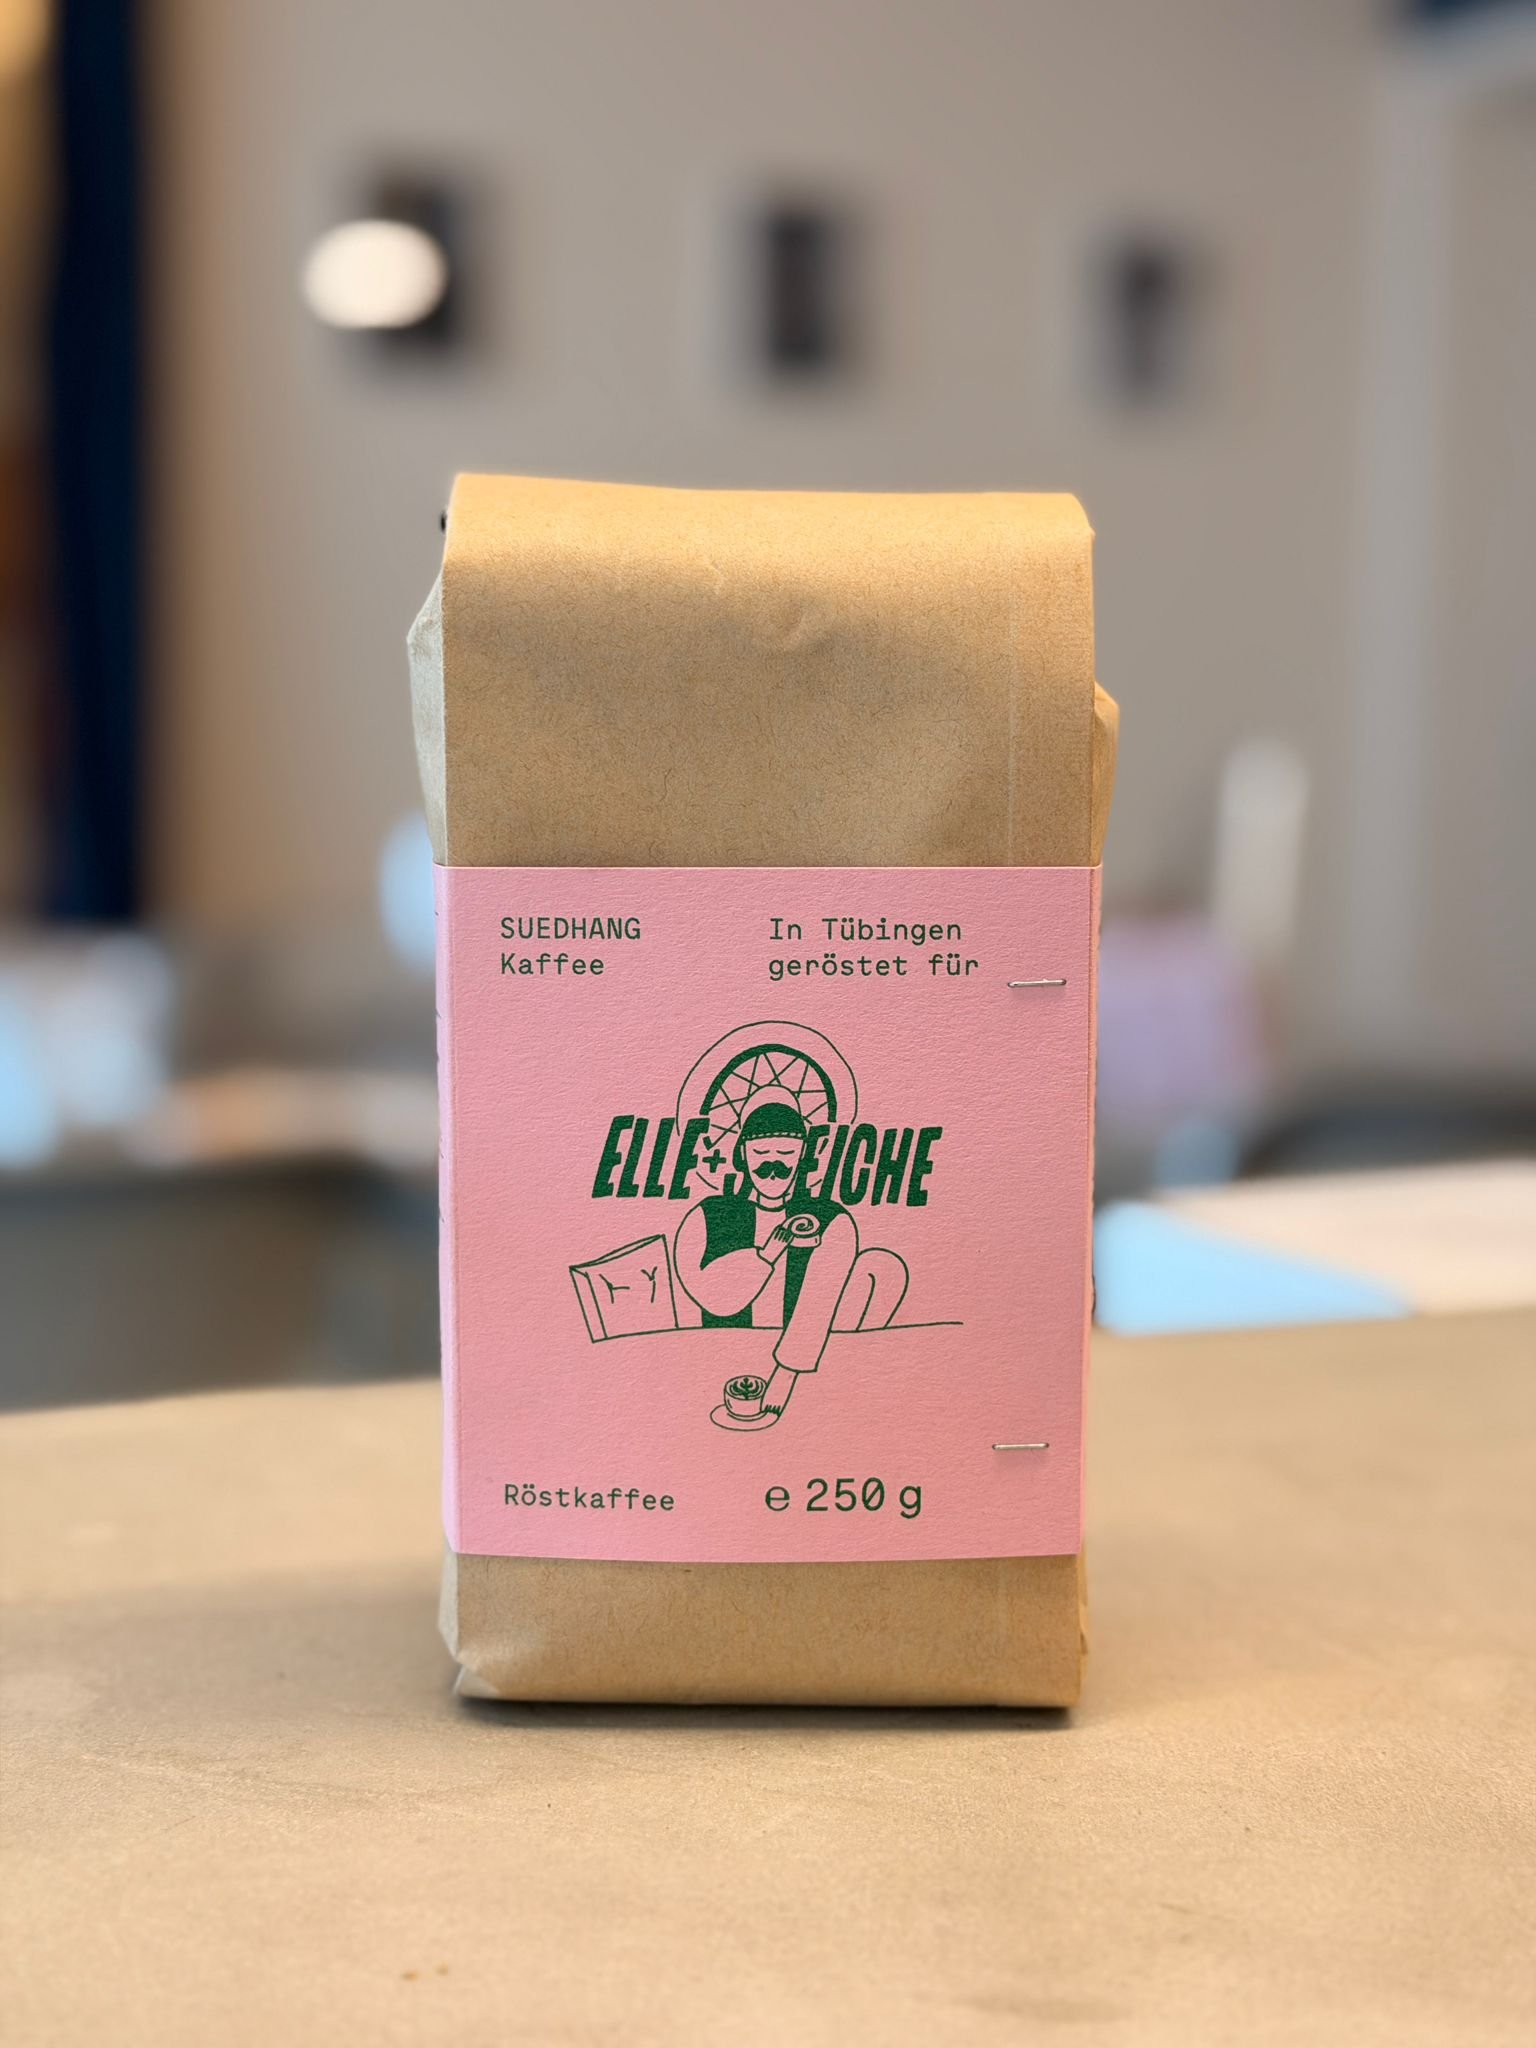 SUEDHANG
Kaffee
In Tübingen
geröstet für
ELLE+SPEICHE
Röstkaffee
℮ 250 g